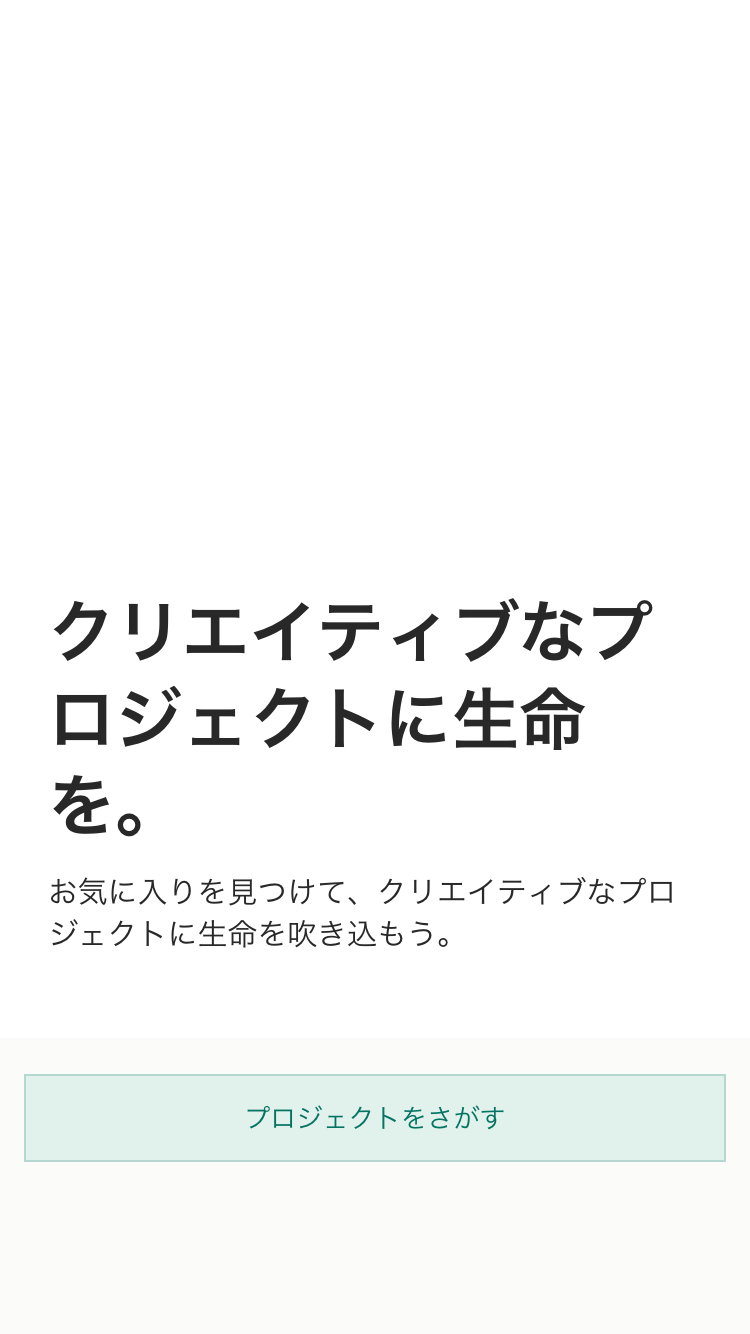 クリエイティブなプ
ロジェクトに生命
を。
お気に入りを見つけて、クリエイティブなプロ
ジェクトに生命を吹き込もう。
プロジェクトをさがす